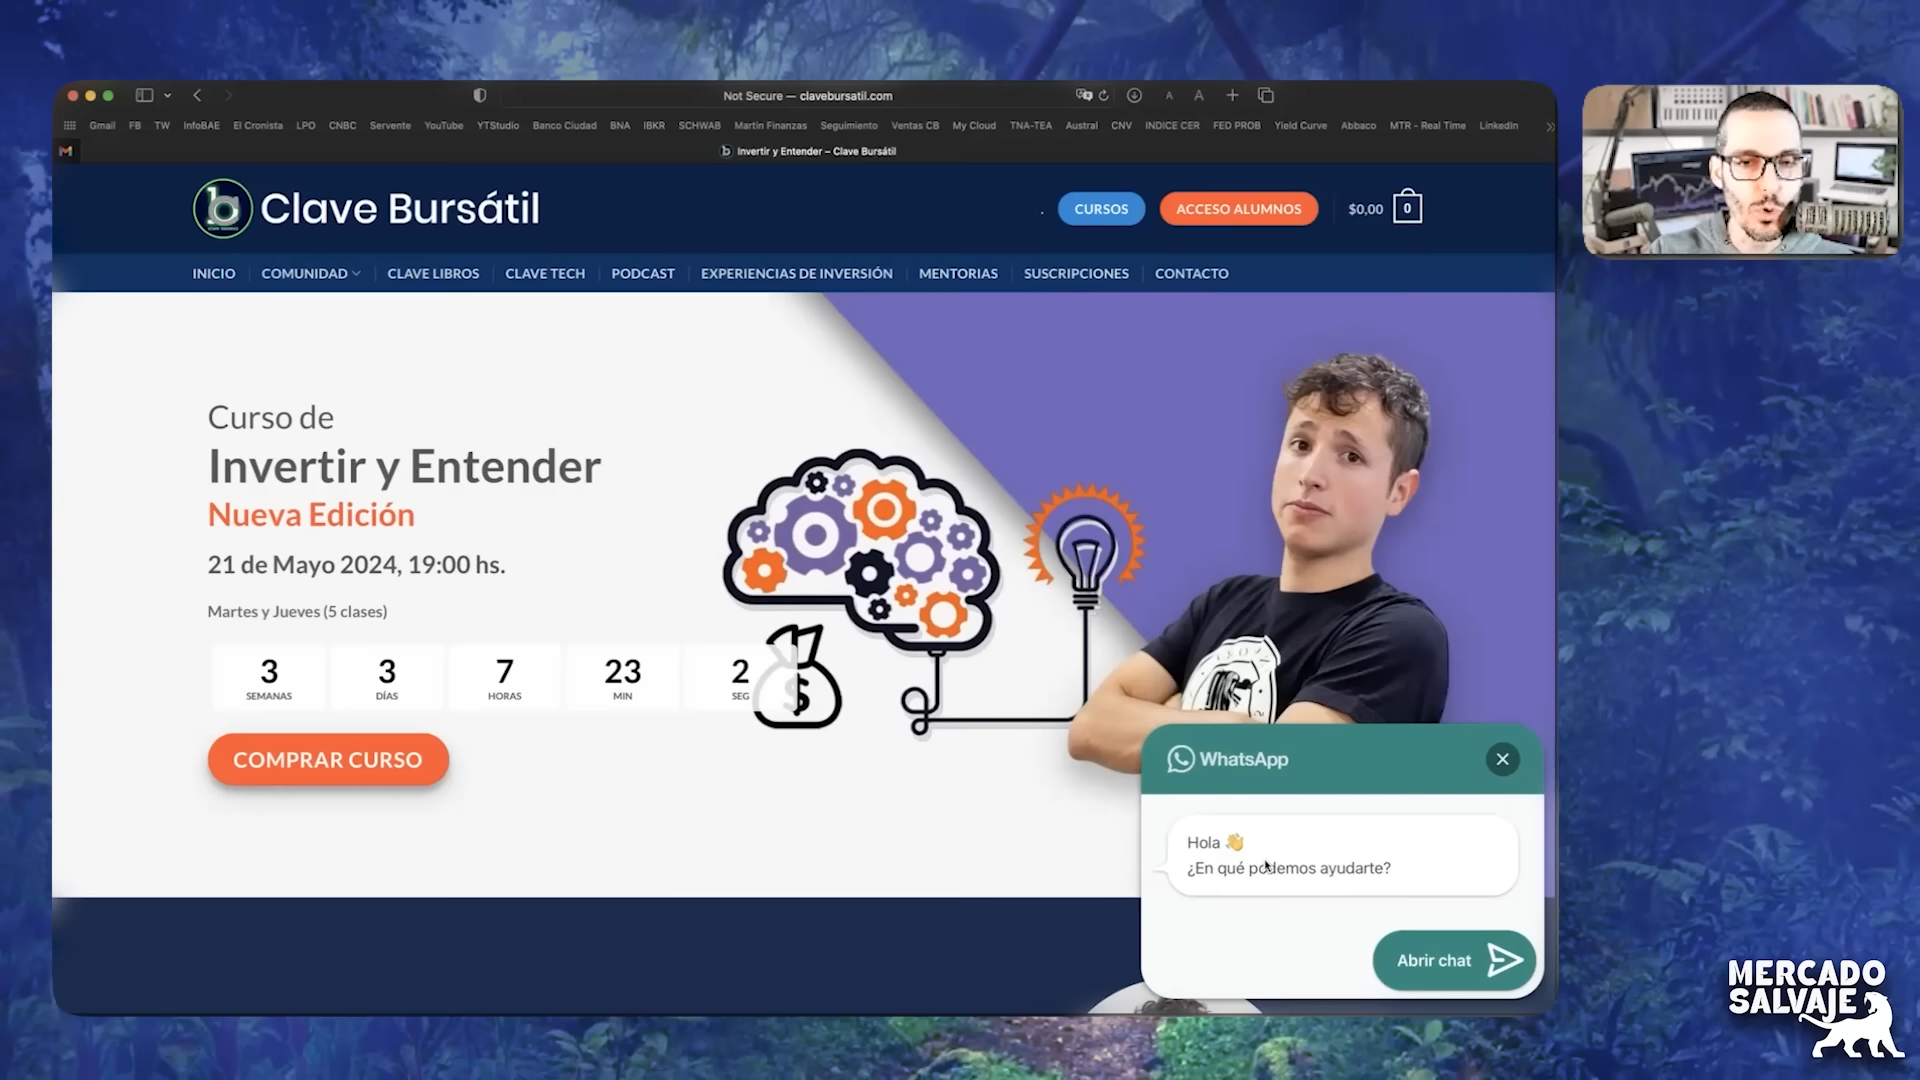 Not Secure — clavebursatil.com
Gmail FB TW InfoBAE El Cronista LPO CNBC Servente YouTube YTStudio Banco Ciudad BNA IBKR SCHWAB Martin Finanzas Seguimiento Ventas CB My Cloud TNA-TEA Austral CNV INDICE CER FED PROB Yield Curve Abbaco MTR - Real Time LinkedIn
Invertir y Entender – Clave Bursátil
Clave Bursátil
CURSOS
ACCESO ALUMNOS
$0,00 0
INICIO COMUNIDAD CLAVE LIBROS CLAVE TECH PODCAST EXPERIENCIAS DE INVERSIÓN MENTORIAS SUSCRIPCIONES CONTACTO
Curso de
Invertir y Entender
Nueva Edición
21 de Mayo 2024, 19:00 hs.
Martes y Jueves (5 clases)
3 3 7 23 2
SEMANAS DÍAS HORAS MIN SEG
$
COMPRAR CURSO
WhatsApp
Hola 👋
¿En qué podemos ayudarte?
Abrir chat
MERCADO
SALVAJE